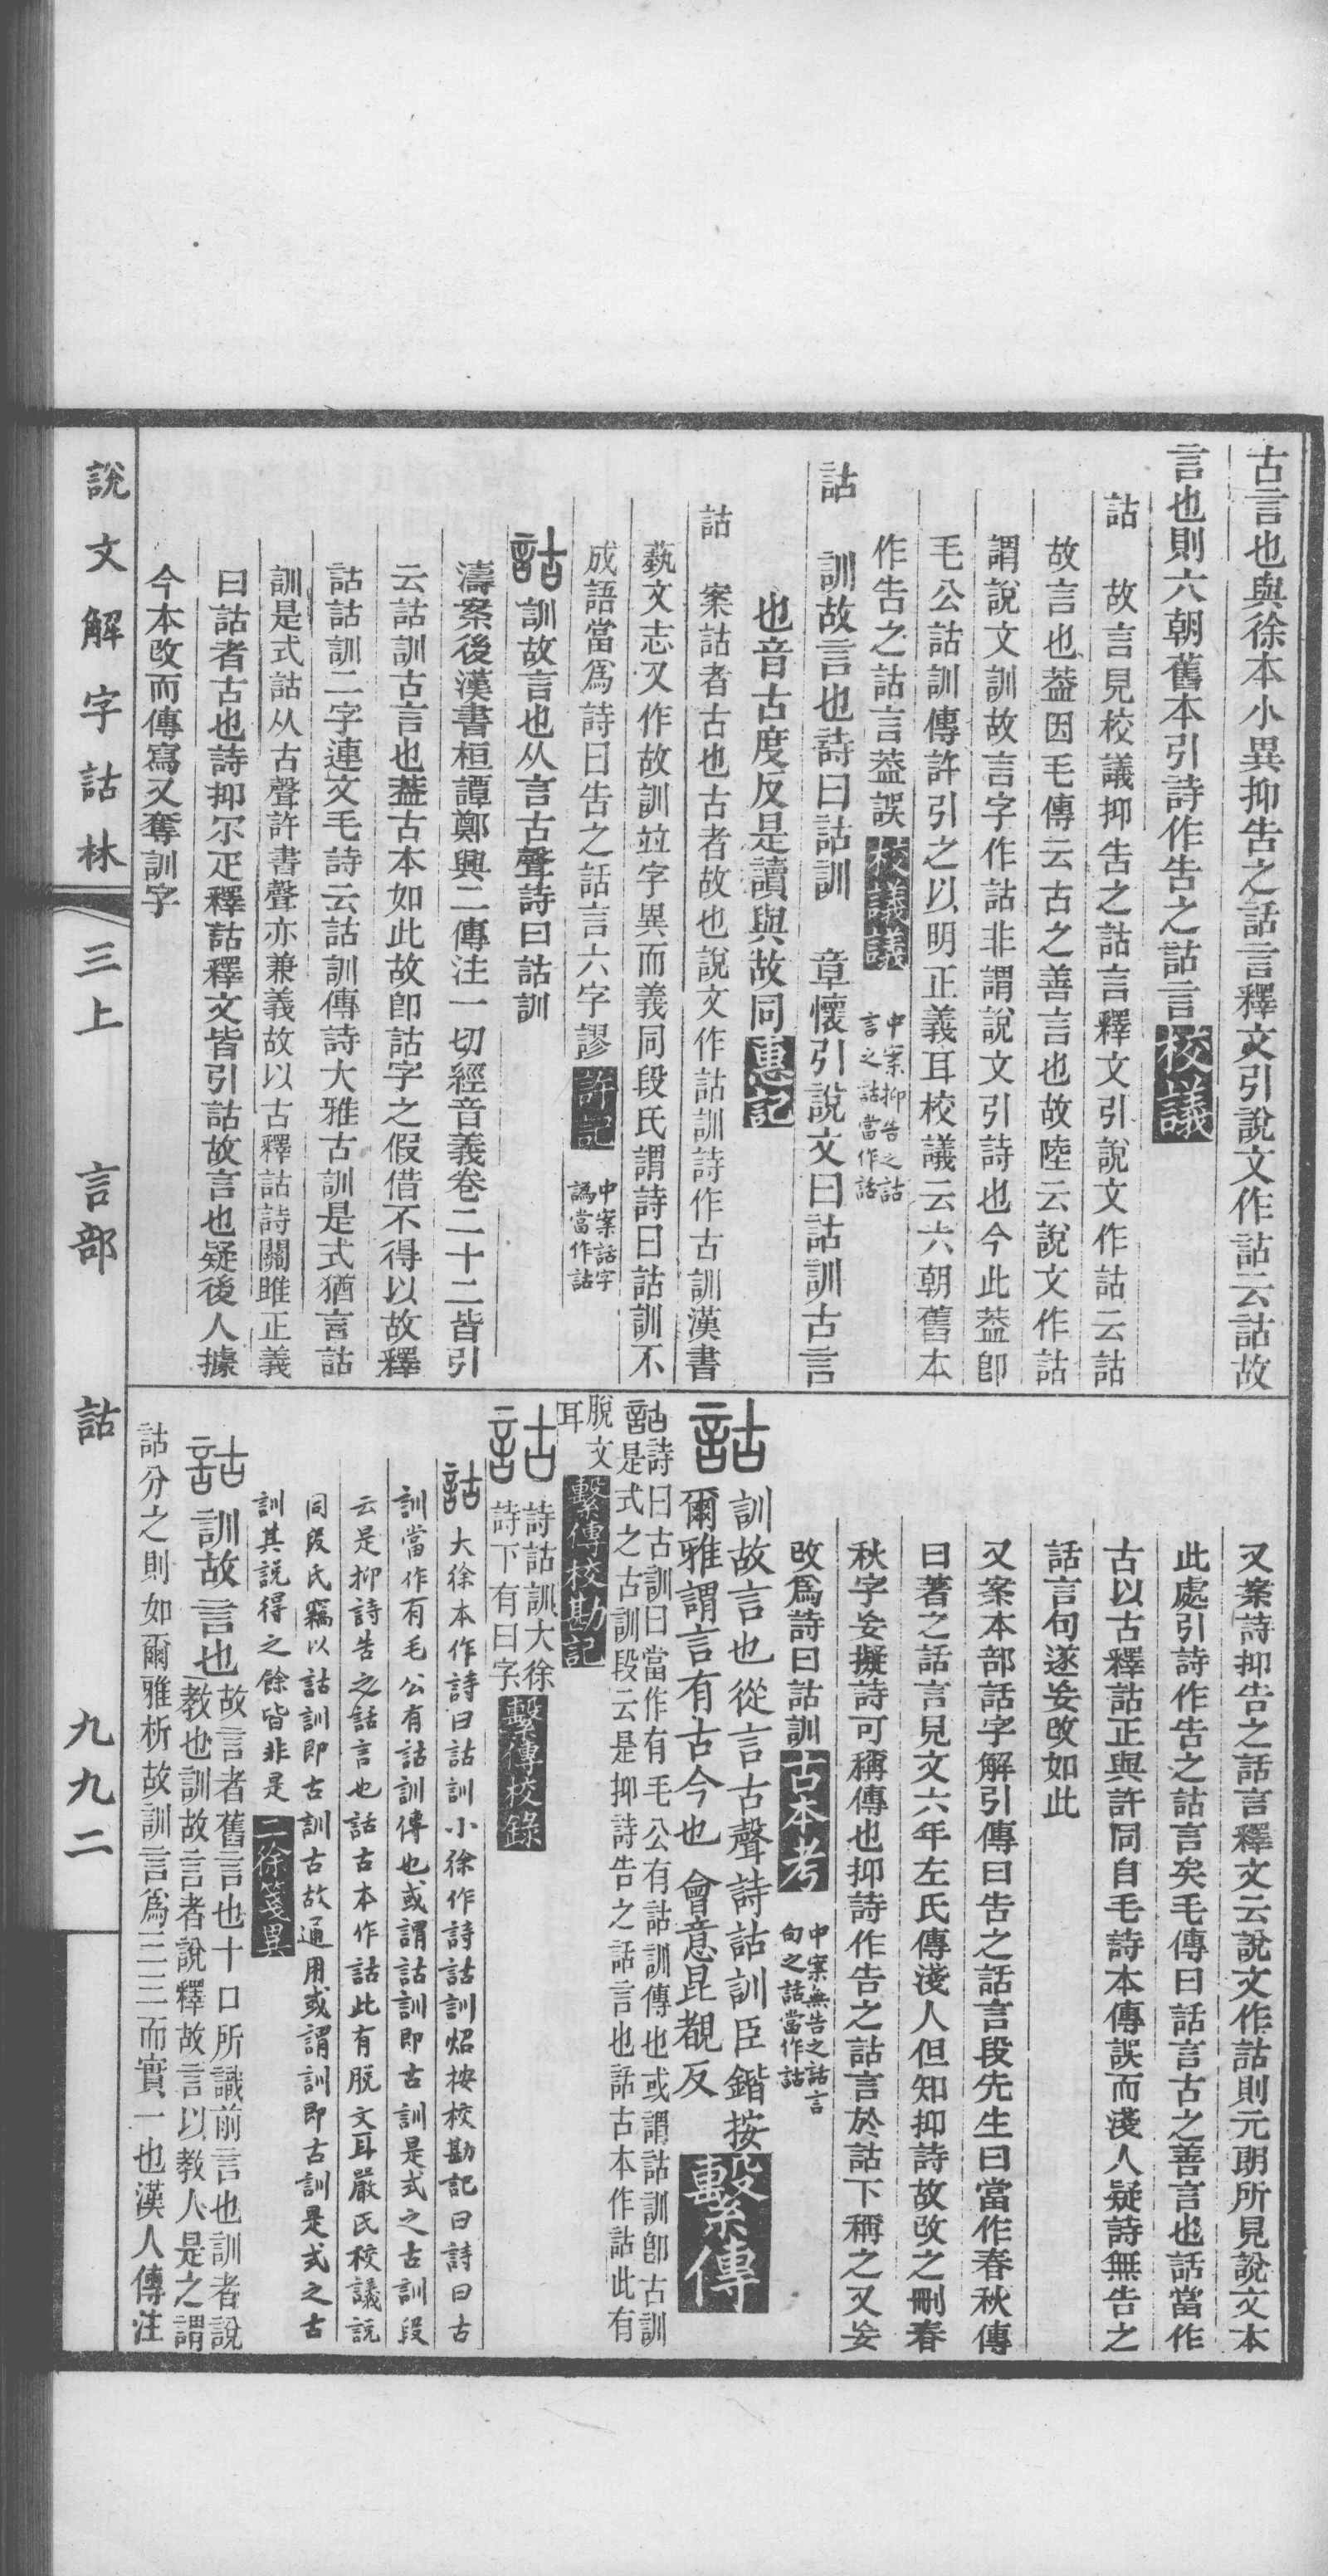 古言也與徐本小異抑告之話言釋文引說文作詁云詁故
言也則六朝舊本引詩作告之詁言校議
詁　故言見校議抑告之詁言釋文引說文作詁云詁
故言也葢因毛傳云古之善言也故陸云說文作詁
謂說文訓故言字作詁非謂說文引詩也今此葢卽
毛公詁訓傳許引之以明正義耳校議云六朝舊本
作告之詁言葢誤校議議
中案抑告之詁
言之詁當作話
詁　訓故言也詩曰詁訓　章懷引說文曰詁訓古言
也音古度反是讀與故同惠記
詁　案詁者古也古者故也說文作詁訓詩作古訓漢書
藝文志又作故訓竝字異而義同段氏謂詩曰詁訓不
成語當爲詩曰告之話言六字謬許記
中案話字
譌當作詁
詁訓故言也从言古聲詩曰詁訓
濤案後漢書桓譚鄭興二傳注一切經音義卷二十二皆引
云詁訓古言也葢古本如此故卽詁字之假借不得以故釋
詁詁訓二字連文毛詩云詁訓傳詩大雅古訓是式猶言詁
訓是式詁从古聲許書聲亦兼義故以古釋詁詩關雎正義
曰詁者古也詩抑尔疋釋詁釋文皆引詁故言也疑後人據
今本改而傳寫又奪訓字
又案詩抑告之話言釋文云說文作詁則元朗所見說文本
此處引詩作告之詁言矣毛傳曰話言古之善言也話當作
古以古釋詁正與許同自毛詩本傳誤而淺人疑詩無告之
話言句遂妄改如此
又案本部話字解引傳曰告之話言段先生曰當作春秋傳
曰著之話言見文六年左氏傳淺人但知抑詩故改之刪春
秋字妄擬詩可稱傳也抑詩作告之詁言於詁下稱之又妄
改爲詩曰詁訓古本考
中案無告之話言
句之話當作詁
詁
訓故言也從言古聲詩詁訓臣鍇按
爾雅謂言有古今也　會意昆覩反
繫傳
詁詩曰古訓曰當作有毛公有詁訓傳也或謂詁訓卽古訓
是式之古訓段云是抑詩告之話言也話古本作詁此有
脫文
耳
繫傳校勘記
詁
詩詁訓大徐
詩下有曰字
繫傳校錄
詁大徐本作詩曰詁訓小徐作詩詁訓炤按校勘記曰詩曰古
訓當作有毛公有詁訓傳也或謂詁訓即古訓是式之古訓段
云是抑詩告之話言也話古本作詁此有脫文耳嚴氏校議說
同段氏竊以詁訓即古訓古故通用或謂訓即古訓是式之古
訓其說得之餘皆非是二徐箋異
詁訓故言也
故言者舊言也十口所識前言也訓者說
教也訓故言者說釋故言以教人是之謂
詁分之則如爾雅析故訓言爲三三而實一也漢人傳注
說文解字詁林　三上　言部　詁　九九二